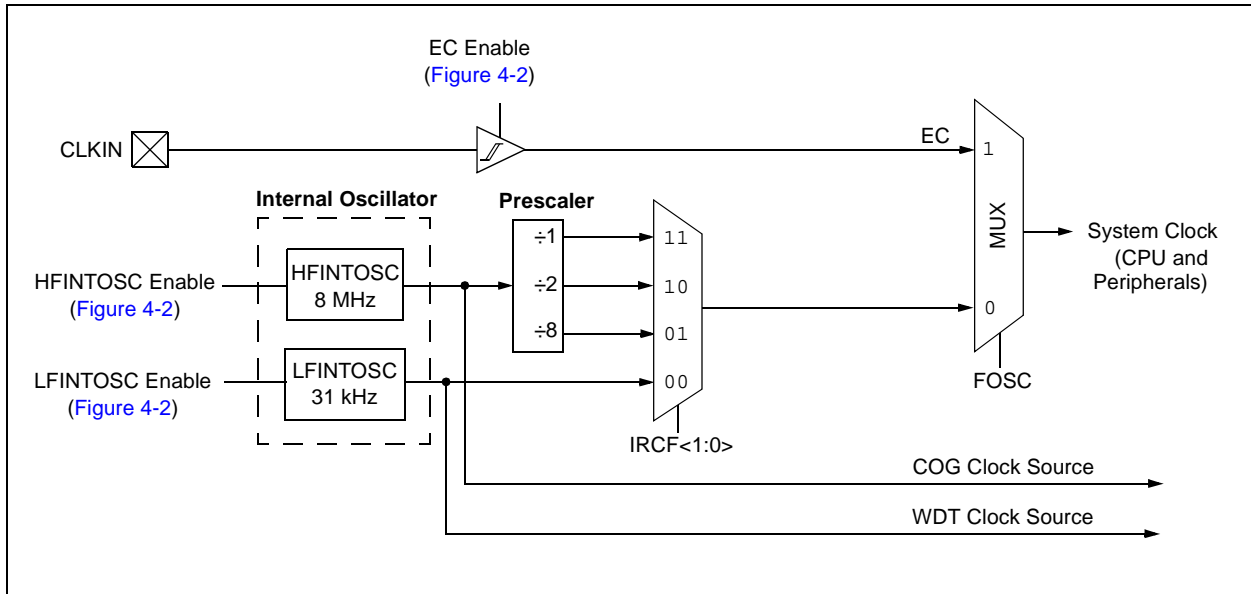 EC Enable
(Figure 4-2)
CLKIN
EC
1
MUX
0
FOSC
System Clock
(CPU and
Peripherals)
Internal Oscillator
Prescaler
HFINTOSC Enable
(Figure 4-2)
HFINTOSC
8 MHz
÷1
÷2
÷8
11
10
01
00
LFINTOSC Enable
(Figure 4-2)
LFINTOSC
31 kHz
IRCF<1:0>
COG Clock Source
WDT Clock Source